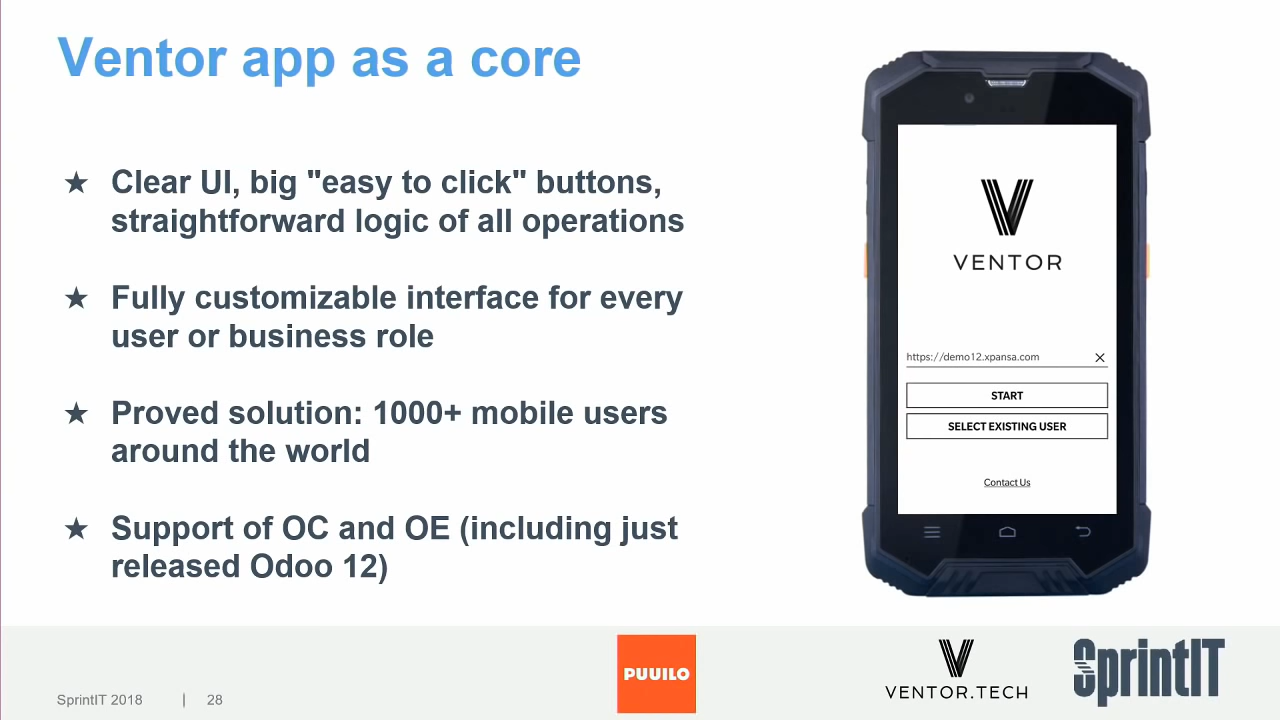 Ventor app as a core
★ Clear UI, big "easy to click" buttons,
straightforward logic of all operations
★ Fully customizable interface for every
user or business role
★ Proved solution: 1000+ mobile users
around the world
★ Support of OC and OE (including just
released Odoo 12)
VENTOR
https://demo12.xpansa.com
START
SELECT EXISTING USER
Contact Us
SprintIT 2018 | 28
PUUILO
VENTOR.TECH
SprintIT